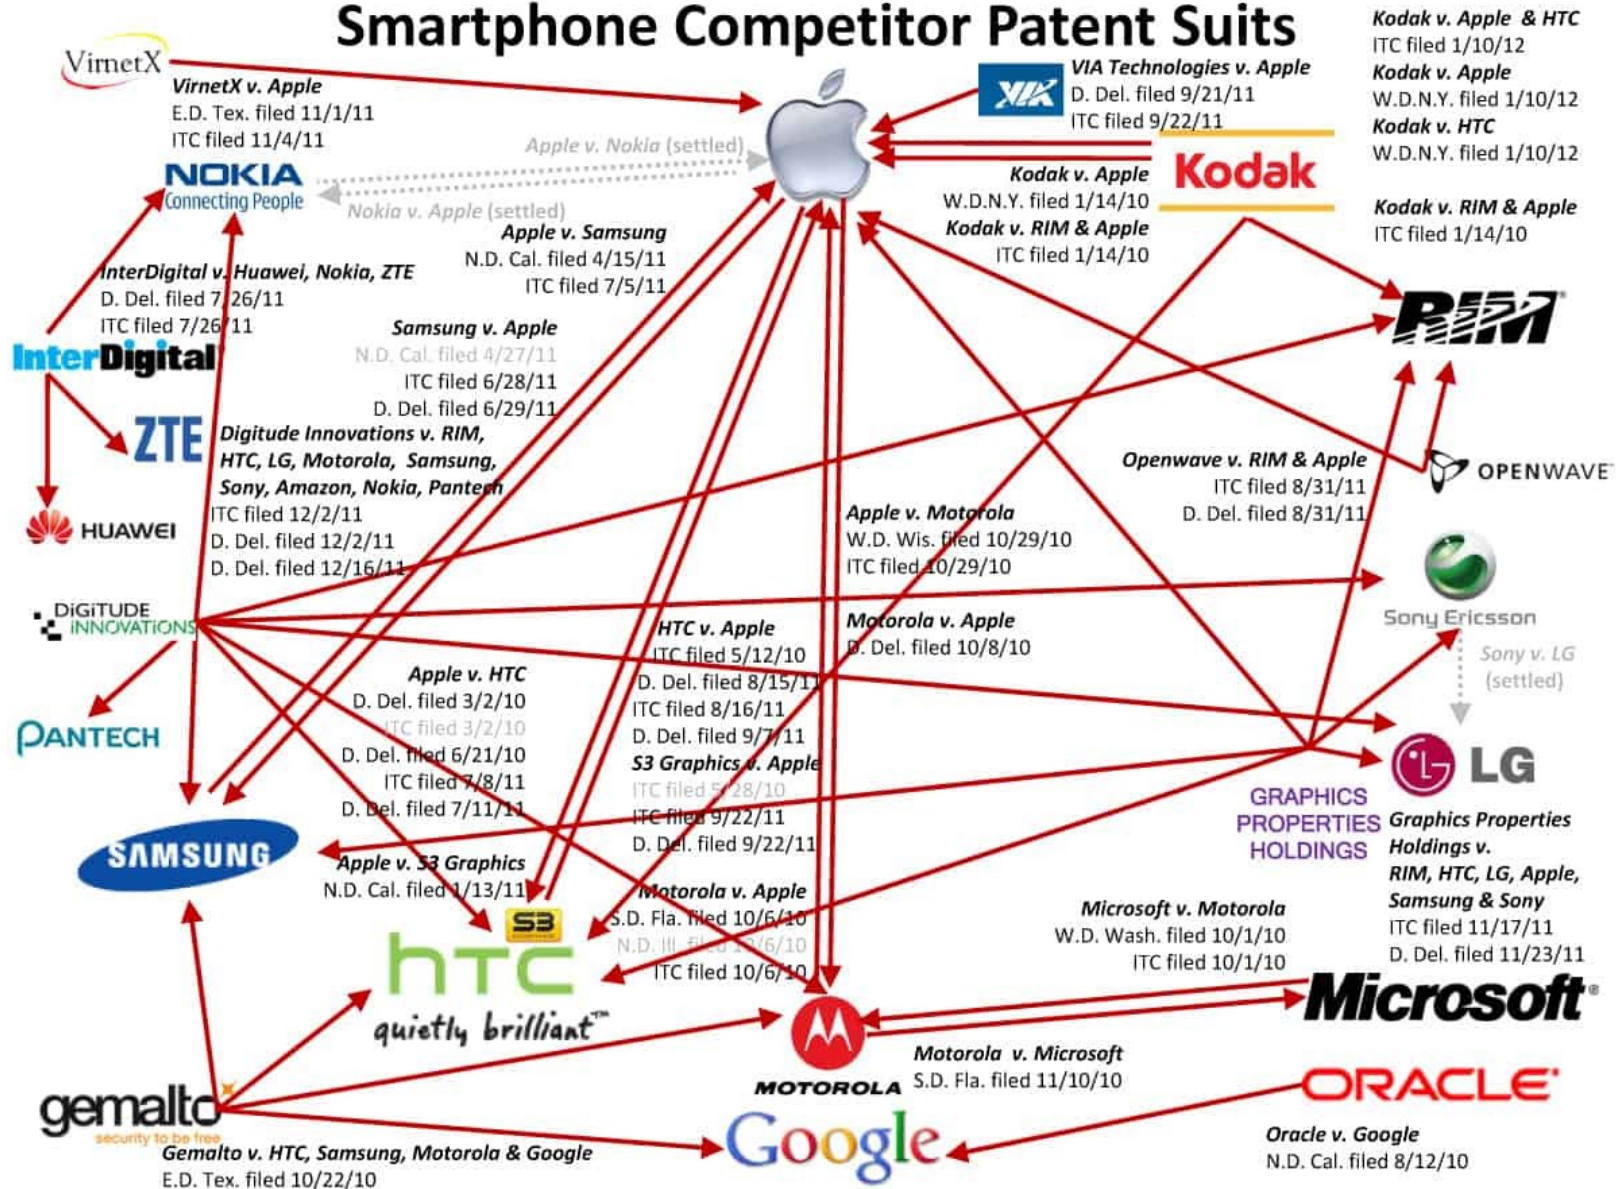 Smartphone Competitor Patent Suits
VirnetX
VirnetX v. Apple
E.D. Tex. filed 11/1/11
ITC filed 11/4/11
VIA
VIA Technologies v. Apple
D. Del. filed 9/21/11
ITC filed 9/22/11
Kodak v. Apple & HTC
ITC filed 1/10/12
Kodak v. Apple
W.D.N.Y. filed 1/10/12
Kodak v. HTC
W.D.N.Y. filed 1/10/12
Kodak
Kodak v. Apple
W.D.N.Y. filed 1/14/10
Kodak v. RIM & Apple
ITC filed 1/14/10
Kodak v. RIM & Apple
ITC filed 1/14/10
NOKIA
Connecting People
Apple v. Nokia (settled)
Nokia v. Apple (settled)
Apple v. Samsung
N.D. Cal. filed 4/15/11
ITC filed 7/5/11
InterDigital v. Huawei, Nokia, ZTE
D. Del. filed 7/26/11
ITC filed 7/26/11
InterDigital
Samsung v. Apple
N.D. Cal. filed 4/27/11
ITC filed 6/28/11
D. Del. filed 6/29/11
RIM
ZTE
Digitude Innovations v. RIM,
HTC, LG, Motorola, Samsung,
Sony, Amazon, Nokia, Pantech
ITC filed 12/2/11
D. Del. filed 12/2/11
D. Del. filed 12/16/11
HUAWEI
Openwave v. RIM & Apple
ITC filed 8/31/11
D. Del. filed 8/31/11
OPENWAVE
Apple v. Motorola
W.D. Wis. filed 10/29/10
ITC filed 10/29/10
DiGiTUDE
iNNOVATiONS
Sony Ericsson
Sony v. LG
(settled)
Motorola v. Apple
D. Del. filed 10/8/10
HTC v. Apple
ITC filed 5/12/10
D. Del. filed 8/15/11
ITC filed 8/16/11
D. Del. filed 9/7/11
S3 Graphics v. Apple
ITC filed 5/28/10
ITC filed 9/22/11
D. Del. filed 9/22/11
Apple v. HTC
D. Del. filed 3/2/10
ITC filed 3/2/10
D. Del. filed 6/21/10
ITC filed 7/8/11
D. Del. filed 7/11/11
PANTECH
LG
GRAPHICS
PROPERTIES
HOLDINGS
Graphics Properties
Holdings v.
RIM, HTC, LG, Apple,
Samsung & Sony
ITC filed 11/17/11
D. Del. filed 11/23/11
SAMSUNG
Apple v. S3 Graphics
N.D. Cal. filed 1/13/11
S3
hTC
quietly brilliant™
Motorola v. Apple
S.D. Fla. filed 10/6/10
N.D. Ill. filed 10/6/10
ITC filed 10/6/10
Microsoft v. Motorola
W.D. Wash. filed 10/1/10
ITC filed 10/1/10
Microsoft®
MOTOROLA
Motorola v. Microsoft
S.D. Fla. filed 11/10/10
ORACLE
Oracle v. Google
N.D. Cal. filed 8/12/10
Google
gemalto
security to be free
Gemalto v. HTC, Samsung, Motorola & Google
E.D. Tex. filed 10/22/10